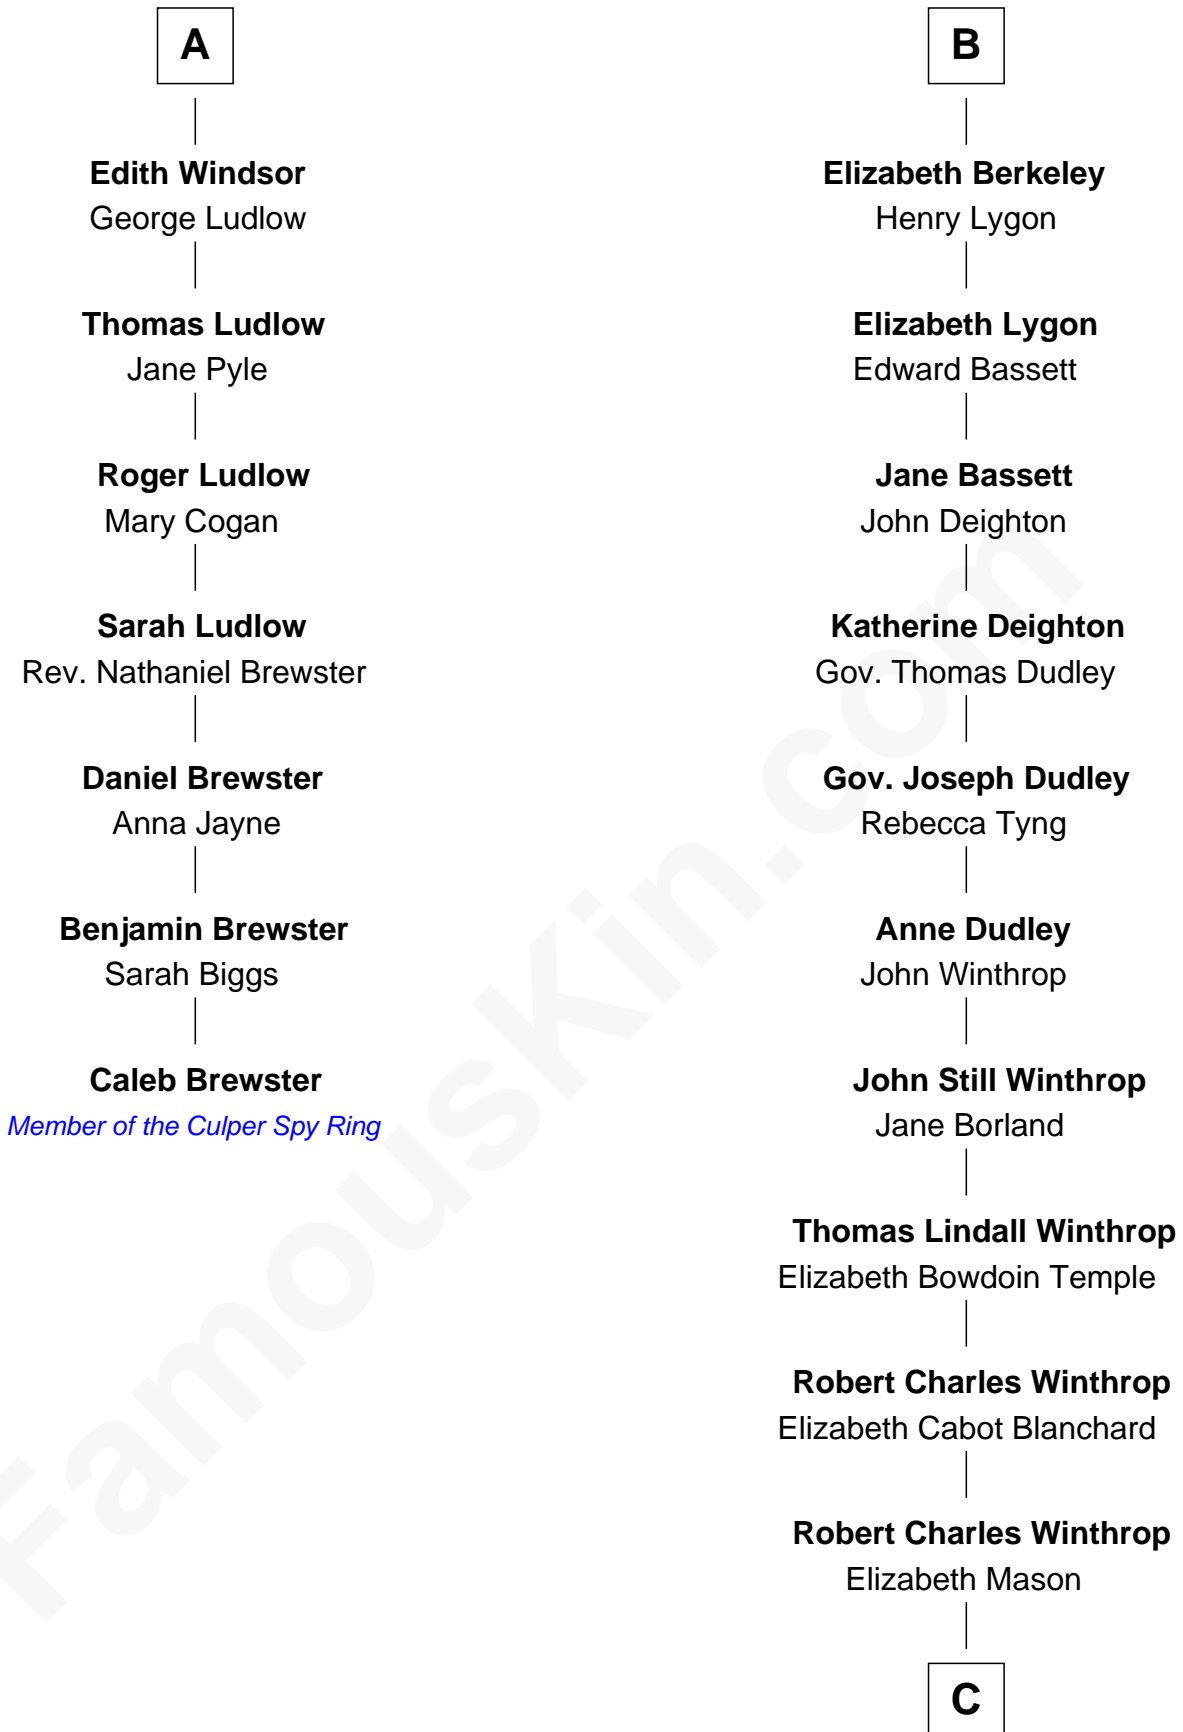 A
Edith Windsor
George Ludlow
Thomas Ludlow
Jane Pyle
Roger Ludlow
Mary Cogan
Sarah Ludlow
Rev. Nathaniel Brewster
Daniel Brewster
Anna Jayne
Benjamin Brewster
Sarah Biggs
Caleb Brewster
Member of the Culper Spy Ring
B
Elizabeth Berkeley
Henry Lygon
Elizabeth Lygon
Edward Bassett
Jane Bassett
John Deighton
Katherine Deighton
Gov. Thomas Dudley
Gov. Joseph Dudley
Rebecca Tyng
Anne Dudley
John Winthrop
John Still Winthrop
Jane Borland
Thomas Lindall Winthrop
Elizabeth Bowdoin Temple
Robert Charles Winthrop
Elizabeth Cabot Blanchard
Robert Charles Winthrop
Elizabeth Mason
C
FamousKin.com